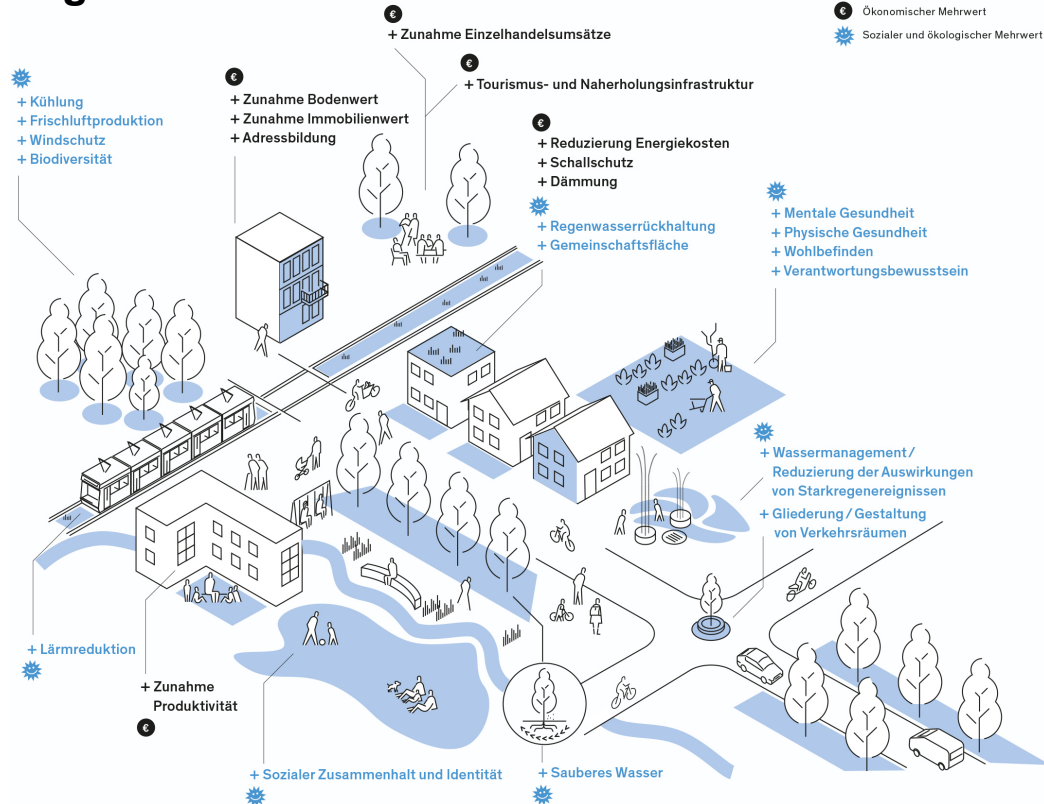 € Ökonomischer Mehrwert
Sozialer und ökologischer Mehrwert
€
+ Zunahme Einzelhandelsumsätze
€
+ Tourismus- und Naherholungsinfrastruktur
+ Kühlung
+ Frischluftproduktion
+ Windschutz
+ Biodiversität
€
+ Zunahme Bodenwert
+ Zunahme Immobilienwert
+ Adressbildung
€
+ Reduzierung Energiekosten
+ Schallschutz
+ Dämmung
+ Regenwasserrückhaltung
+ Gemeinschaftsfläche
+ Mentale Gesundheit
+ Physische Gesundheit
+ Wohlbefinden
+ Verantwortungsbewusstsein
+ Wassermanagement /
Reduzierung der Auswirkungen
von Starkregenereignissen
+ Gliederung / Gestaltung
von Verkehrsräumen
+ Lärmreduktion
+ Zunahme
Produktivität
€
+ Sozialer Zusammenhalt und Identität
+ Sauberes Wasser